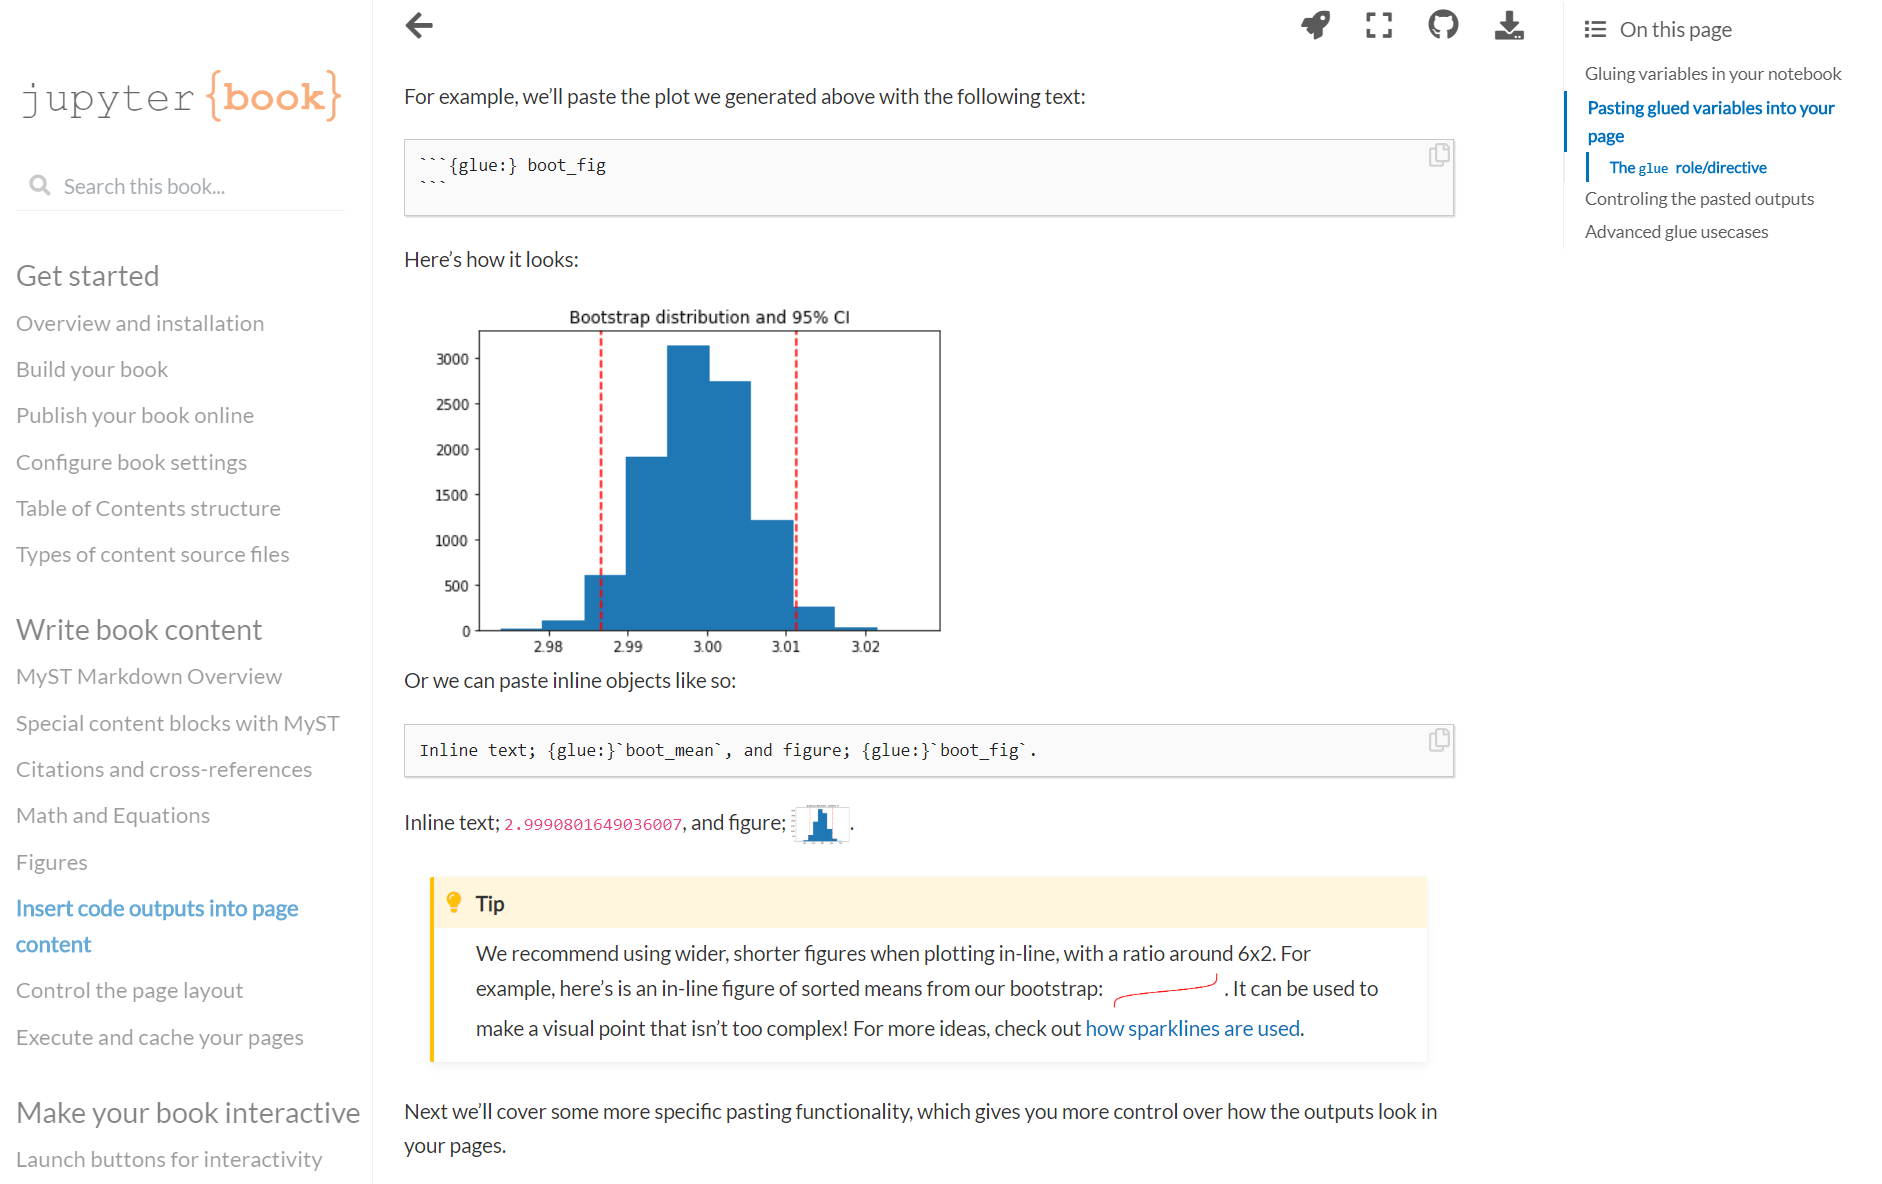 jupyter {book}
Search this book...
Get started
Overview and installation
Build your book
Publish your book online
Configure book settings
Table of Contents structure
Types of content source files
Write book content
MyST Markdown Overview
Special content blocks with MyST
Citations and cross-references
Math and Equations
Figures
Insert code outputs into page
content
Control the page layout
Execute and cache your pages
Make your book interactive
Launch buttons for interactivity
For example, we’ll paste the plot we generated above with the following text:
```{glue:} boot_fig
```
Here’s how it looks:
Bootstrap distribution and 95% CI
3000
2500
2000
1500
1000
500
0
2.98 2.99 3.00 3.01 3.02
Or we can paste inline objects like so:
Inline text; {glue:}`boot_mean`, and figure; {glue:}`boot_fig`.
Inline text; 2.9990801649036007, and figure; .
Tip
We recommend using wider, shorter figures when plotting in-line, with a ratio around 6x2. For
example, here’s is an in-line figure of sorted means from our bootstrap: . It can be used to
make a visual point that isn’t too complex! For more ideas, check out how sparklines are used.
Next we’ll cover some more specific pasting functionality, which gives you more control over how the outputs look in
your pages.
On this page
Gluing variables in your notebook
Pasting glued variables into your
page
The glue role/directive
Controling the pasted outputs
Advanced glue usecases